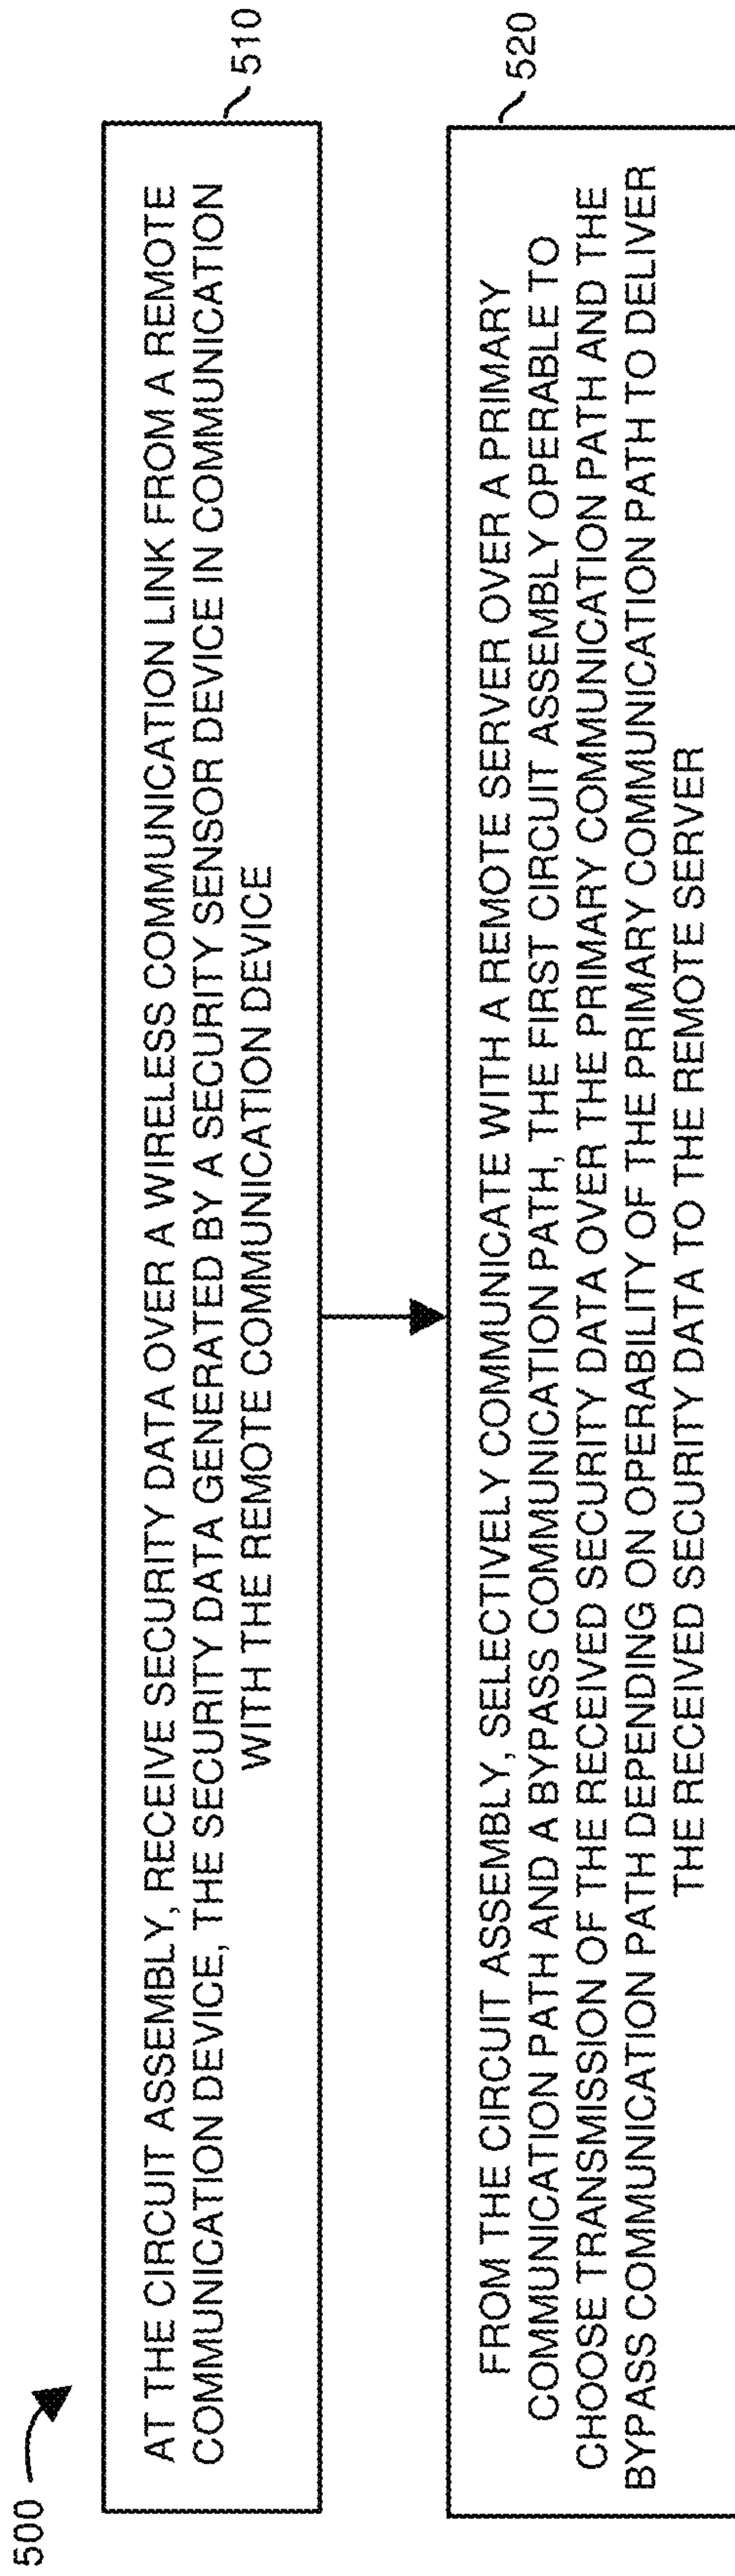 500
AT THE CIRCUIT ASSEMBLY, RECEIVE SECURITY DATA OVER A WIRELESS COMMUNICATION LINK FROM A REMOTE
COMMUNICATION DEVICE, THE SECURITY DATA GENERATED BY A SECURITY SENSOR DEVICE IN COMMUNICATION
WITH THE REMOTE COMMUNICATION DEVICE
510
FROM THE CIRCUIT ASSEMBLY, SELECTIVELY COMMUNICATE WITH A REMOTE SERVER OVER A PRIMARY
COMMUNICATION PATH AND A BYPASS COMMUNICATION PATH, THE FIRST CIRCUIT ASSEMBLY OPERABLE TO
CHOOSE TRANSMISSION OF THE RECEIVED SECURITY DATA OVER THE PRIMARY COMMUNICATION PATH AND THE
BYPASS COMMUNICATION PATH DEPENDING ON OPERABILITY OF THE PRIMARY COMMUNICATION PATH TO DELIVER
THE RECEIVED SECURITY DATA TO THE REMOTE SERVER
520